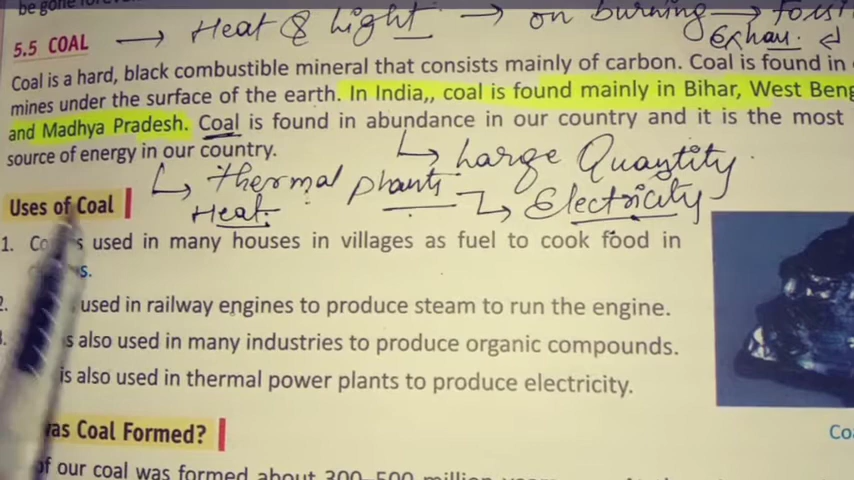 be gone forev
→ Heat & Light → on burning → Fossi
Exhau.
5.5 COAL
Coal is a hard, black combustible mineral that consists mainly of carbon. Coal is found in
mines under the surface of the earth. In India,, coal is found mainly in Bihar, West Beng
and Madhya Pradesh. Coal is found in abundance in our country and it is the most
source of energy in our country.
Large Quantity
thermal plants
Heat.
Electricity
Uses of Coal
1. Co s used in many houses in villages as fuel to cook food in
s.
2. used in railway engines to produce steam to run the engine.
s also used in many industries to produce organic compounds.
is also used in thermal power plants to produce electricity.
was Coal Formed?
of our coal was formed about 300–500 million
Co